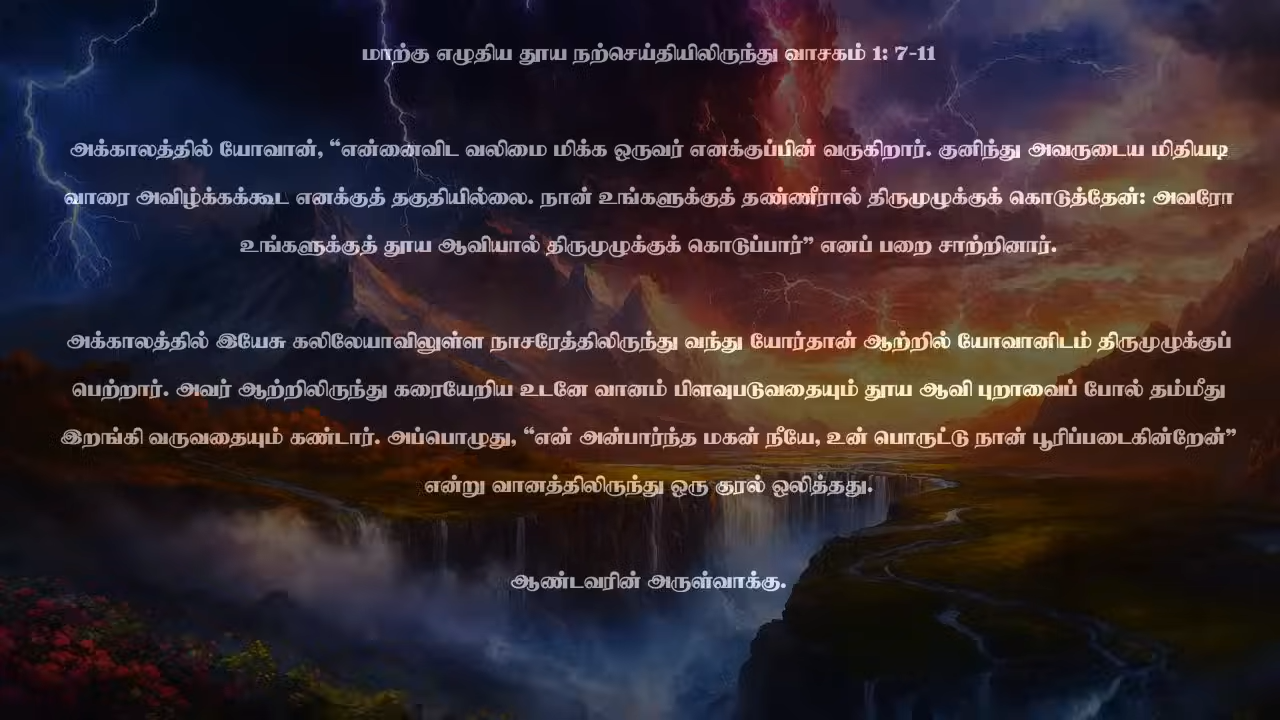 மாற்கு எழுதிய தூய நற்செய்தியிலிருந்து வாசகம் 1: 7-11
அக்காலத்தில் யோவான், “என்னைவிட வலிமை மிக்க ஒருவர் எனக்குப்பின் வருகிறார். குனிந்து அவருடைய மிதியடி
வாரை அவிழ்க்கக்கூட எனக்குத் தகுதியில்லை. நான் உங்களுக்குத் தண்ணீரால் திருமுழுக்குக் கொடுத்தேன்: அவரோ
உங்களுக்குத் தூய ஆவியால் திருமுழுக்குக் கொடுப்பார்” எனப் பறை சாற்றினார்.
அக்காலத்தில் இயேசு கலிலேயாவிலுள்ள நாசரேத்திலிருந்து வந்து யோர்தான் ஆற்றில் யோவானிடம் திருமுழுக்குப்
பெற்றார். அவர் ஆற்றிலிருந்து கரையேறிய உடனே வானம் பிளவுபடுவதையும் தூய ஆவி புறாவைப் போல் தம்மீது
இறங்கி வருவதையும் கண்டார். அப்பொழுது, “என் அன்பார்ந்த மகன் நீயே, உன் பொருட்டு நான் பூரிப்படைகின்றேன்”
என்று வானத்திலிருந்து ஒரு குரல் ஒலித்தது.
ஆண்டவரின் அருள்வாக்கு.